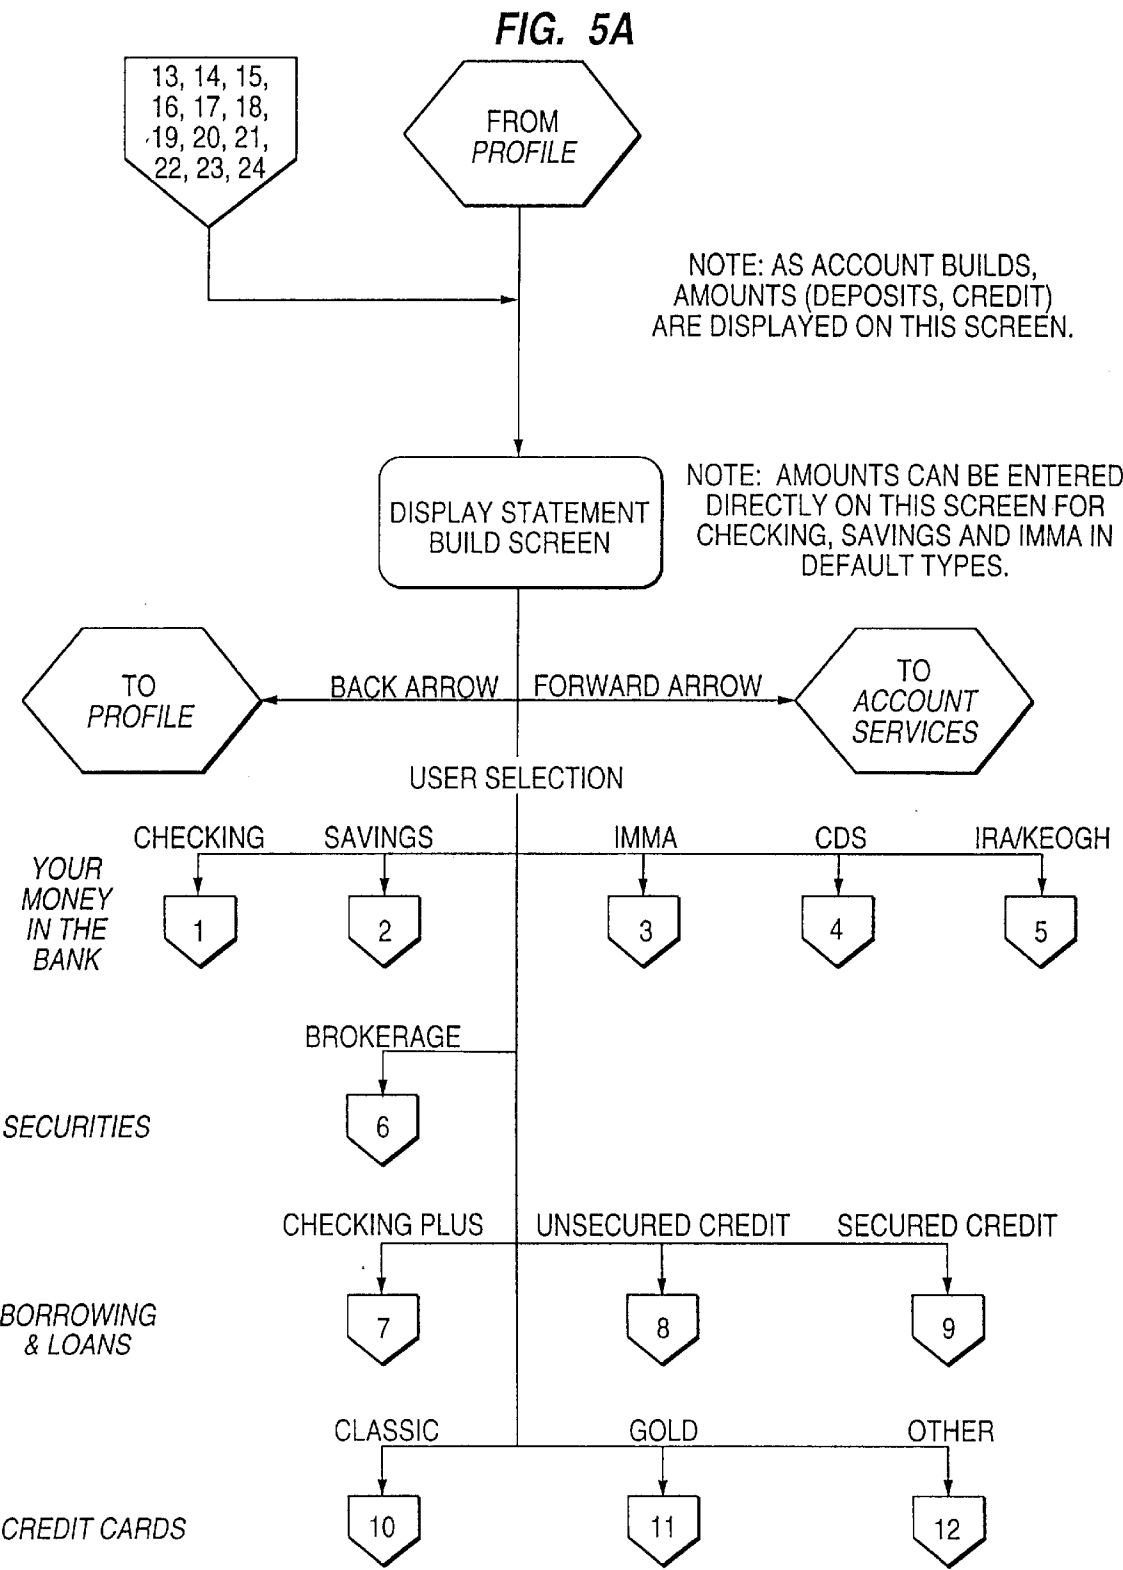 FIG. 5A
13, 14, 15,
16, 17, 18,
19, 20, 21,
22, 23, 24
FROM
PROFILE
NOTE: AS ACCOUNT BUILDS,
AMOUNTS (DEPOSITS, CREDIT)
ARE DISPLAYED ON THIS SCREEN.
DISPLAY STATEMENT
BUILD SCREEN
NOTE: AMOUNTS CAN BE ENTERED
DIRECTLY ON THIS SCREEN FOR
CHECKING, SAVINGS AND IMMA IN
DEFAULT TYPES.
TO
PROFILE
BACK ARROW
FORWARD ARROW
TO
ACCOUNT
SERVICES
USER SELECTION
YOUR
MONEY
IN THE
BANK
CHECKING
SAVINGS
IMMA
CDS
IRA/KEOGH
1
2
3
4
5
BROKERAGE
SECURITIES
6
CHECKING PLUS
UNSECURED CREDIT
SECURED CREDIT
BORROWING
& LOANS
7
8
9
CLASSIC
GOLD
OTHER
CREDIT CARDS
10
11
12